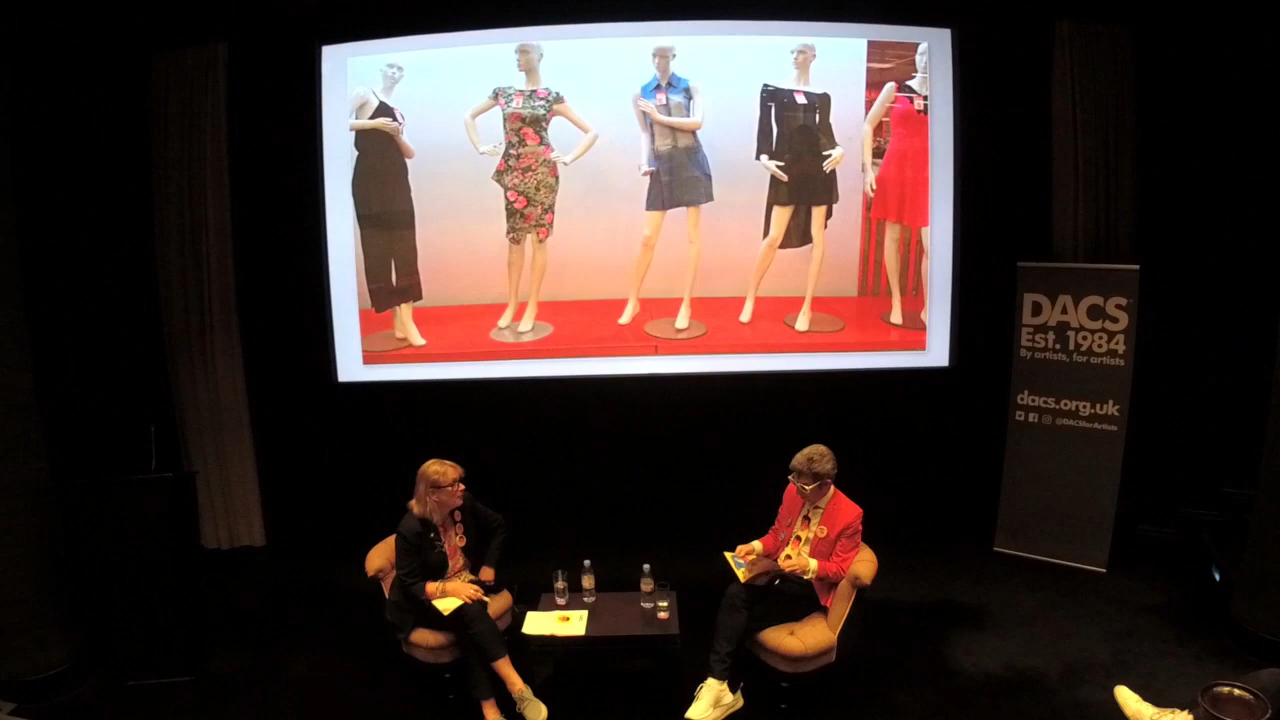 DACS
Est. 1984
By artists, for artists
dacs.org.uk
@DACSforArtists